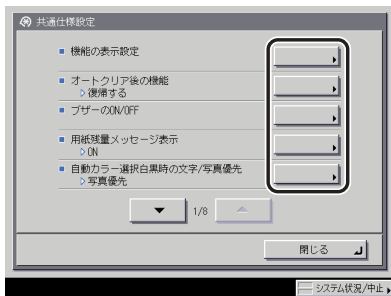 共通仕様設定
機能の表示設定
オートクリア後の機能
復帰する
ブザーのON/OFF
用紙残量メッセージ表示
ON
自動カラー選択白黒時の文字/写真優先
写真優先
1/8
閉じる
システム状況/中止